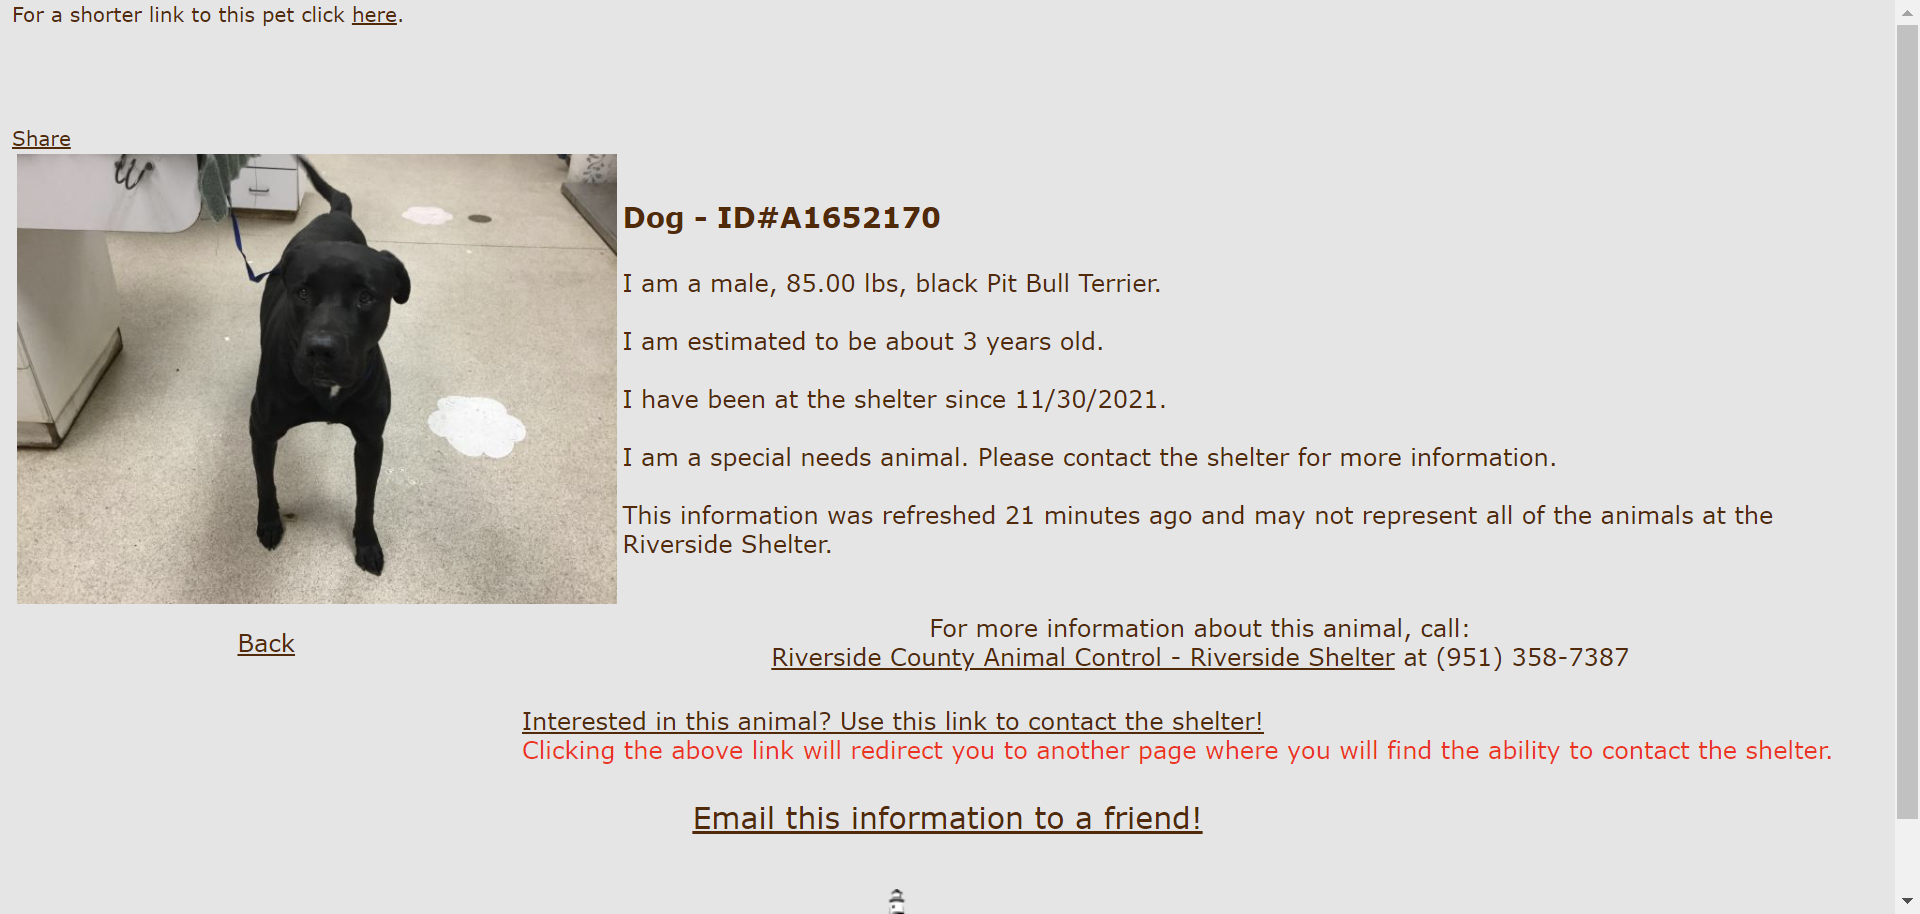 For a shorter link to this pet click here.
Share
Dog - ID#A1652170
I am a male, 85.00 lbs, black Pit Bull Terrier.
I am estimated to be about 3 years old.
I have been at the shelter since 11/30/2021.
I am a special needs animal. Please contact the shelter for more information.
This information was refreshed 21 minutes ago and may not represent all of the animals at the
Riverside Shelter.
Back
For more information about this animal, call:
Riverside County Animal Control - Riverside Shelter at (951) 358-7387
Interested in this animal? Use this link to contact the shelter!
Clicking the above link will redirect you to another page where you will find the ability to contact the shelter.
Email this information to a friend!